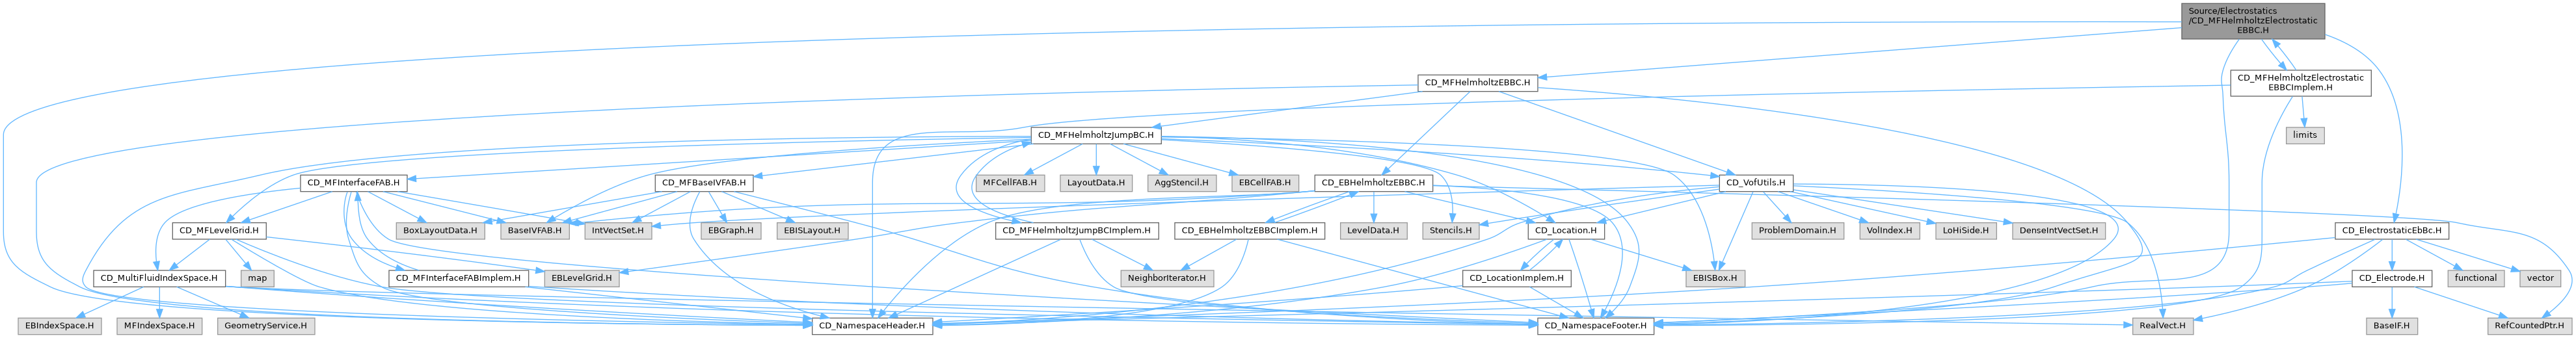 Source/Electrostatics
/CD_MFHelmholtzElectrostatic
EBBC.H
CD_MFHelmholtzEBBC.H
CD_MFHelmholtzElectrostatic
EBBCImplem.H
CD_MFHelmholtzJumpBC.H
limits
CD_MFInterfaceFAB.H
CD_MFBaseIVFAB.H
MFCellFAB.H
LayoutData.H
AggStencil.H
EBCellFAB.H
CD_EBHelmholtzEBBC.H
CD_VofUtils.H
CD_MFLevelGrid.H
BoxLayoutData.H
BaseIVFAB.H
IntVectSet.H
EBGraph.H
EBISLayout.H
CD_MFHelmholtzJumpBCImplem.H
CD_EBHelmholtzEBBCImplem.H
LevelData.H
Stencils.H
CD_Location.H
ProblemDomain.H
VolIndex.H
LoHiSide.H
DenseIntVectSet.H
CD_ElectrostaticEbBc.H
CD_MultiFluidIndexSpace.H
map
CD_MFInterfaceFABImplem.H
EBLevelGrid.H
NeighborIterator.H
CD_LocationImplem.H
EBISBox.H
CD_Electrode.H
functional
vector
EBIndexSpace.H
MFIndexSpace.H
GeometryService.H
CD_NamespaceHeader.H
CD_NamespaceFooter.H
RealVect.H
BaseIF.H
RefCountedPtr.H